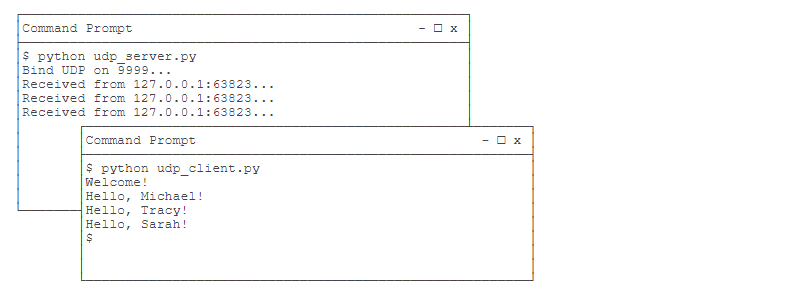 Command Prompt - □ x
$ python udp_server.py
Bind UDP on 9999...
Received from 127.0.0.1:63823...
Received from 127.0.0.1:63823...
Received from 127.0.0.1:63823...
Command Prompt - □ x
$ python udp_client.py
Welcome!
Hello, Michael!
Hello, Tracy!
Hello, Sarah!
$